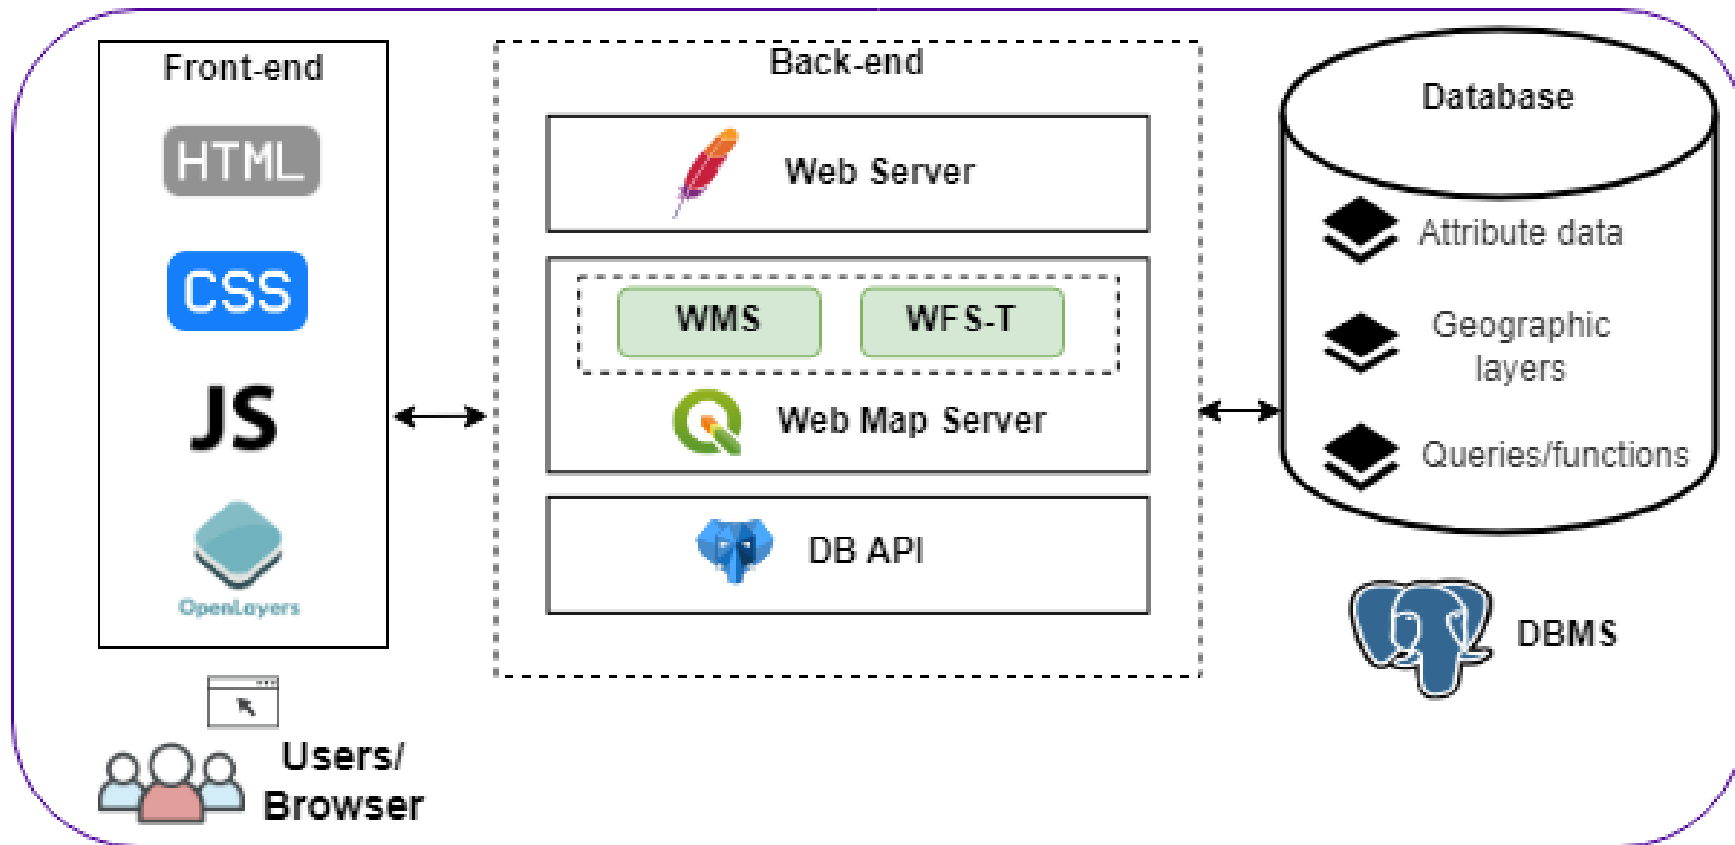 Front-end
HTML
CSS
JS
OpenLayers
Users/
Browser
Back-end
Web Server
WMS
WFS-T
Web Map Server
DB API
Database
Attribute data
Geographic
layers
Queries/functions
DBMS